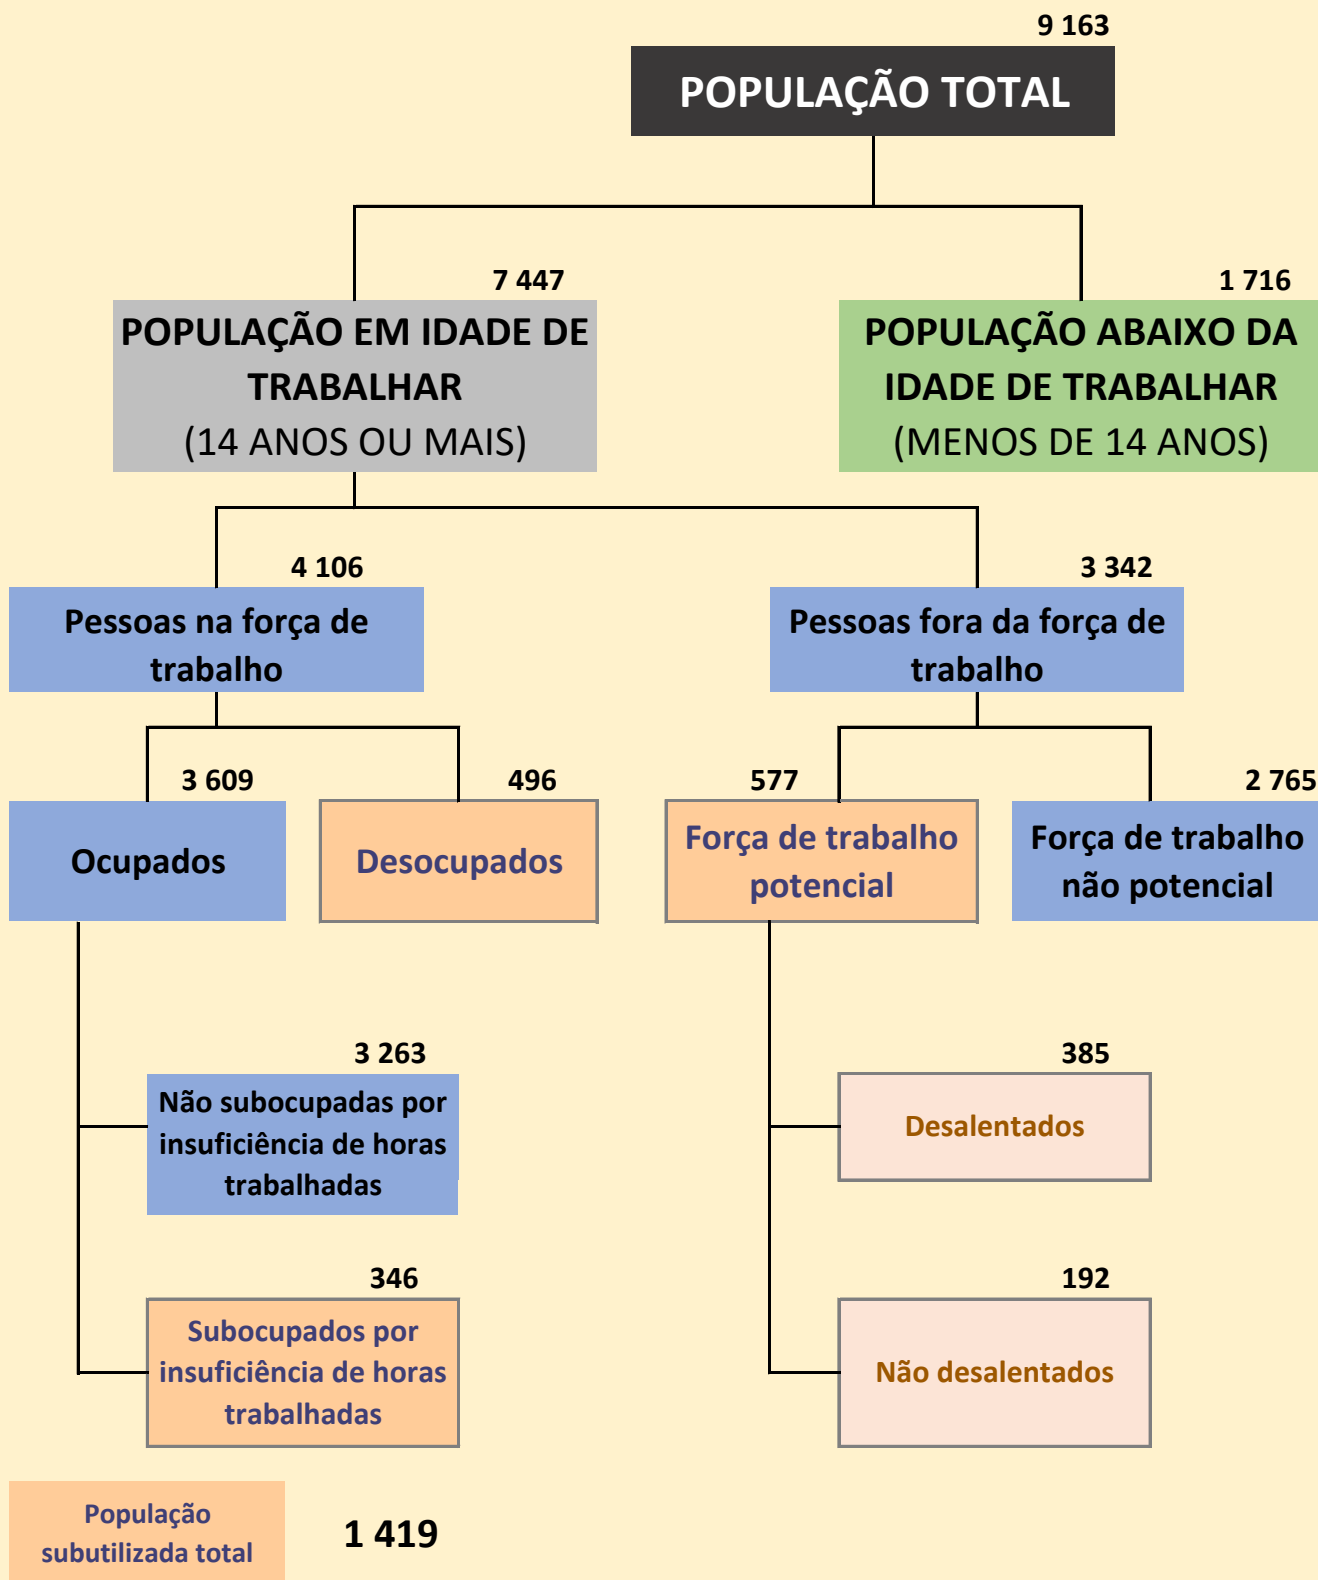 9 163
POPULAÇÃO TOTAL
7 447
POPULAÇÃO EM IDADE DE
TRABALHAR
(14 ANOS OU MAIS)
1 716
POPULAÇÃO ABAIXO DA
IDADE DE TRABALHAR
(MENOS DE 14 ANOS)
4 106
Pessoas na força de
trabalho
3 342
Pessoas fora da força de
trabalho
3 609
Ocupados
496
Desocupados
577
Força de trabalho
potencial
2 765
Força de trabalho
não potencial
3 263
Não subocupadas por
insuficiência de horas
trabalhadas
385
Desalentados
346
Subocupados por
insuficiência de horas
trabalhadas
192
Não desalentados
População
subutilizada total
1 419